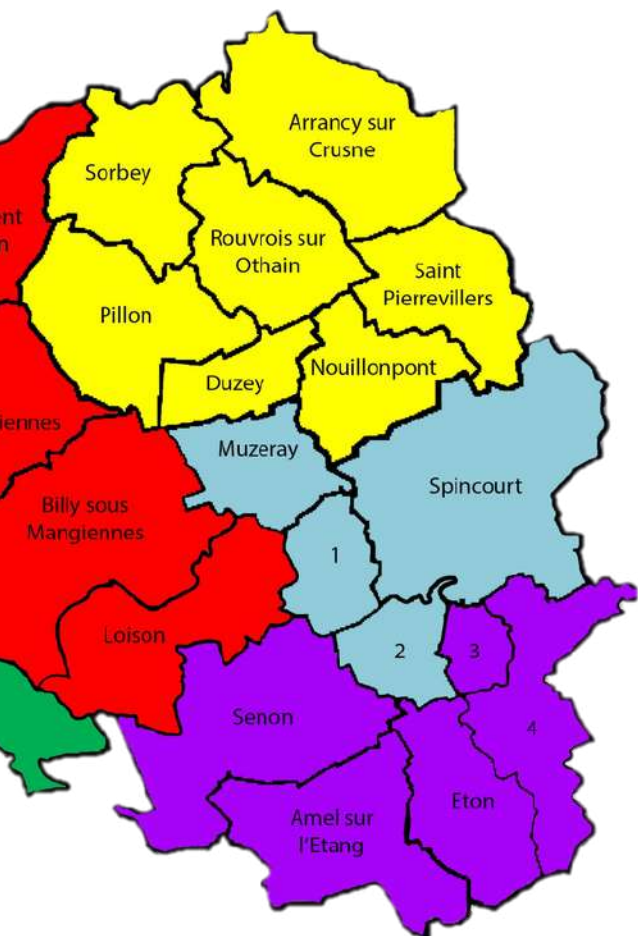 Arrancy sur
Crusne
Sorbey
Rouvrois sur
Othain
Saint
Pierrevillers
Pillon
Nouillonpont
Duzey
Muzeray
Spincourt
Billy sous
Mangiennes
1
Loison
2
3
Senon
4
Eton
Amel sur
l'Etang